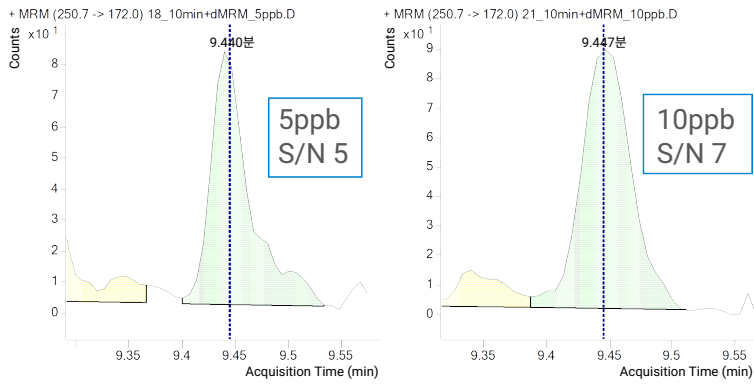 + MRM (250.7 -> 172.0) 18_10min+dMRM_5ppb.D
Counts
x10 1
9.440분
8
7
6
5
4
3
2
1
0
5ppb
S/N 5
9.35
9.4
9.45
9.5
9.55
Acquisition Time (min)
+ MRM (250.7 -> 172.0) 21_10min+dMRM_10ppb.D
Counts
x10 1
9.447분
9
8
7
6
5
4
3
2
1
0
10ppb
S/N 7
9.35
9.4
9.45
9.5
9.55
Acquisition Time (min)